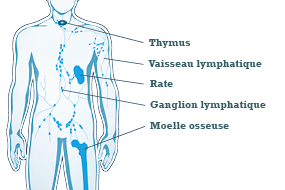 Thymus
Vaisseau lymphatique
Rate
Ganglion lymphatique
Moelle osseuse